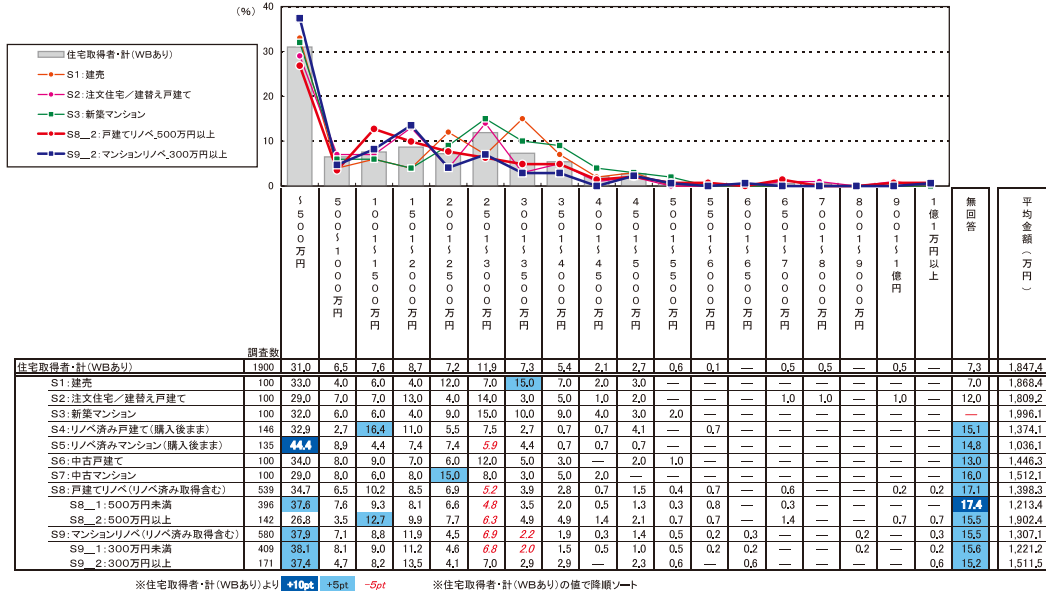 (%)
40
30
20
10
0
住宅取得者・計(WBあり)
S1：建売
S2：注文住宅／建替え戸建て
S3：新築マンション
S8＿2：戸建てリノベ_500万円以上
S9＿2：マンションリノベ_300万円以上
調査数 ～500万円 500～1000万円 1001～1500万円 1501～2000万円 2001～2500万円 2501～3000万円 3001～3500万円 3501～4000万円 4001～4500万円 4501～5000万円 5001～5500万円 5501～6000万円 6001～6500万円 6501～7000万円 7001～8000万円 8001～9000万円 9001～1億円 1億1万円以上 無回答 平均金額(万円)
住宅取得者・計(WBあり) 1900 31.0 6.5 7.6 8.7 7.2 11.9 7.3 5.4 2.1 2.7 0.6 0.1 — 0.5 0.5 — 0.5 — 7.3 1,847.4
S1：建売 100 33.0 4.0 6.0 4.0 12.0 7.0 15.0 7.0 2.0 3.0 — — — — — — — — 7.0 1,868.4
S2：注文住宅／建替え戸建て 100 29.0 7.0 7.0 13.0 4.0 14.0 3.0 5.0 1.0 2.0 — — — 1.0 1.0 — 1.0 — 12.0 1,809.2
S3：新築マンション 100 32.0 6.0 6.0 4.0 9.0 15.0 10.0 9.0 4.0 3.0 2.0 — — — — — — — — 1,996.1
S4：リノベ済み戸建て(購入後まま) 146 32.9 2.7 16.4 11.0 5.5 7.5 2.7 0.7 0.7 4.1 — 0.7 — — — — — — 15.1 1,374.1
S5：リノベ済みマンション(購入後まま) 135 44.4 8.9 4.4 7.4 7.4 5.9 4.4 0.7 0.7 0.7 — — — — — — — — 14.8 1,036.1
S6：中古戸建て 100 34.0 8.0 9.0 7.0 6.0 12.0 5.0 3.0 — 2.0 1.0 — — — — — — — 13.0 1,446.3
S7：中古マンション 100 29.0 8.0 6.0 8.0 15.0 8.0 3.0 5.0 2.0 — — — — — — — — — 16.0 1,512.1
S8：戸建てリノベ(リノベ済み取得含む) 539 34.7 6.5 10.2 8.5 6.9 5.2 3.9 2.8 0.7 1.5 0.4 0.7 — 0.6 — — 0.2 0.2 17.1 1,398.3
S8＿1：500万円未満 396 37.6 7.6 9.3 8.1 6.6 4.8 3.5 2.0 0.5 1.3 0.3 0.8 — 0.3 — — — — 17.4 1,213.4
S8＿2：500万円以上 142 26.8 3.5 12.7 9.9 7.7 6.3 4.9 4.9 1.4 2.1 0.7 0.7 — 1.4 — — 0.7 0.7 15.5 1,902.4
S9：マンションリノベ(リノベ済み取得含む) 580 37.9 7.1 8.8 11.9 4.5 6.9 2.2 1.9 0.3 1.4 0.5 0.2 0.3 — — 0.2 — 0.3 15.5 1,307.1
S9＿1：300万円未満 409 38.1 8.1 9.0 11.2 4.6 6.8 2.0 1.5 0.5 1.0 0.5 0.2 0.2 — — 0.2 — 0.2 15.6 1,221.2
S9＿2：300万円以上 171 37.4 4.7 8.2 13.5 4.1 7.0 2.9 2.9 — 2.3 0.6 — 0.6 — — — — 0.6 15.2 1,511.5
※住宅取得者・計(WBあり)より +10pt +5pt -5pt ※住宅取得者・計(WBあり)の値で降順ソート